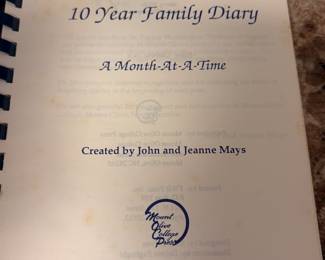 10 Year Family Diary
A Month-At-A-Time
Created by John and Jeanne Mays
Mount
Olive
College
Press